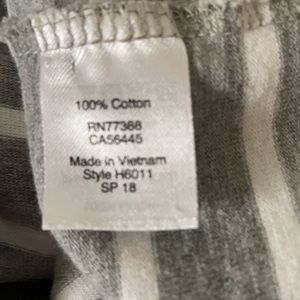 100% Cotton
RN77388
CA56445
Made in Vietnam
Style H6011
SP 18